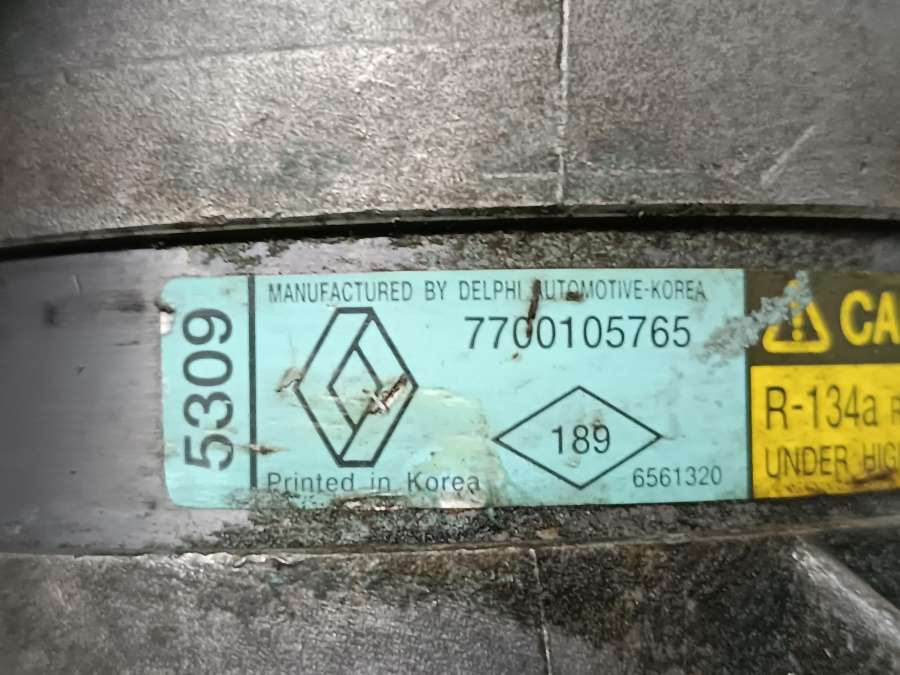 5309
MANUFACTURED BY DELPHI AUTOMOTIVE-KOREA
7700105765
189
Printed in Korea
6561320
CA
R-134a R
UNDER HIG